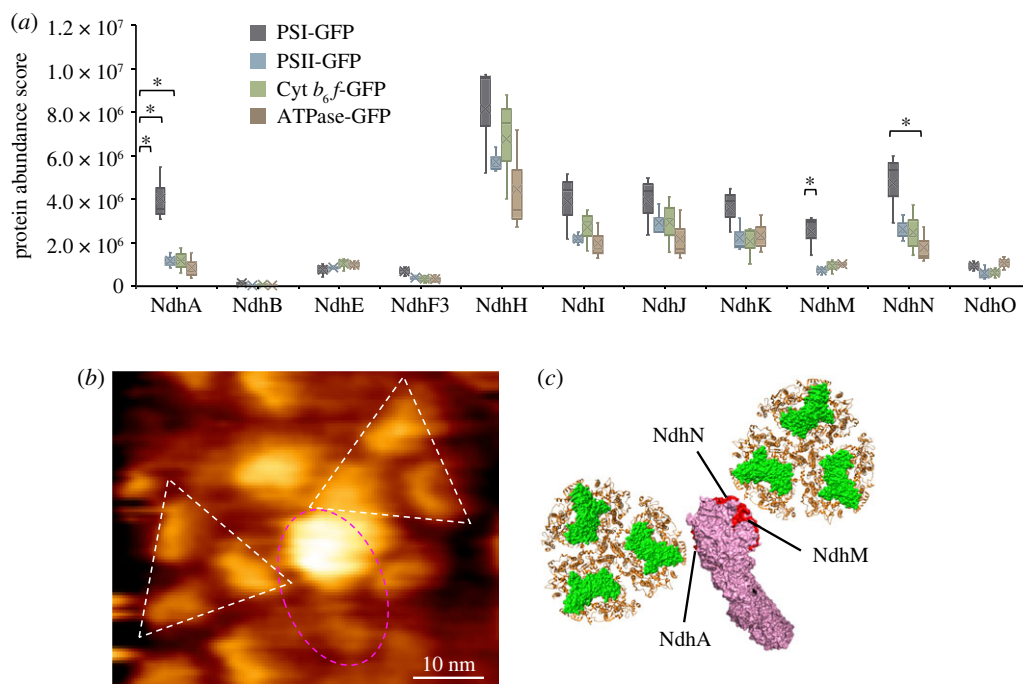 (a)
1.2 × 10⁷
1.0 × 10⁷
8.0 × 10⁶
6.0 × 10⁶
4.0 × 10⁶
2.0 × 10⁶
0
protein abundance score
PSI-GFP
PSII-GFP
Cyt b₆f-GFP
ATPase-GFP
*
*
*
*
*
NdhA NdhB NdhE NdhF3 NdhH NdhI NdhJ NdhK NdhM NdhN NdhO
(b)
10 nm
(c)
NdhN
NdhM
NdhA